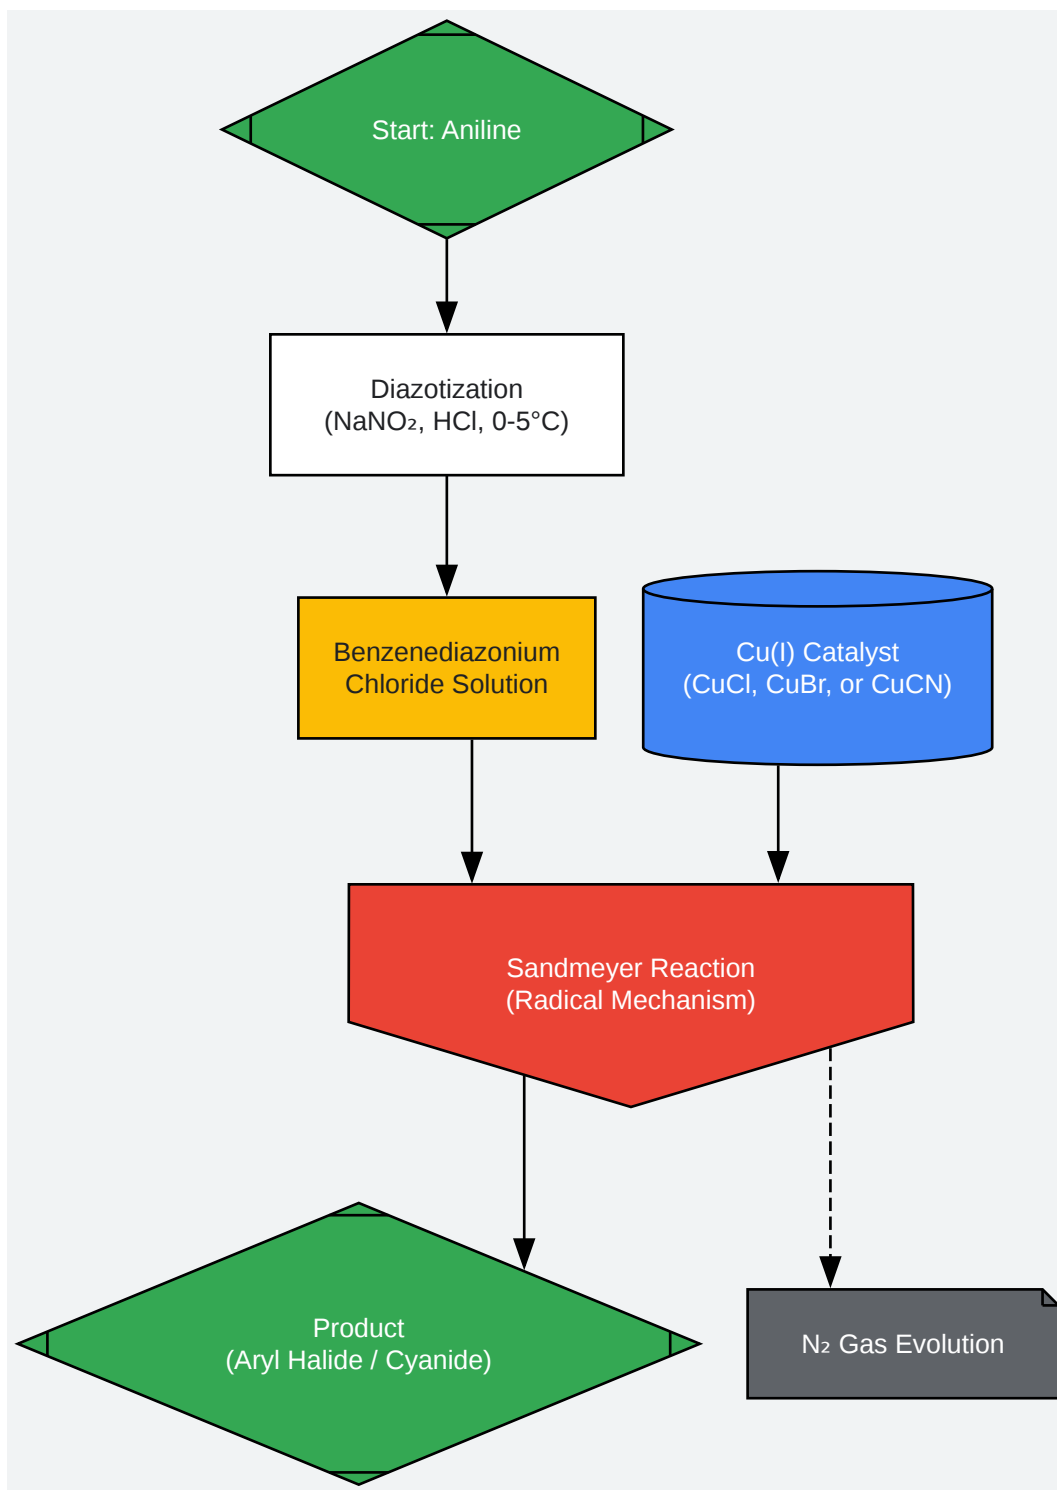 Start: Aniline
Diazotization
(NaNO₂, HCl, 0-5°C)
Benzenediazonium
Chloride Solution
Cu(I) Catalyst
(CuCl, CuBr, or CuCN)
Sandmeyer Reaction
(Radical Mechanism)
Product
(Aryl Halide / Cyanide)
N₂ Gas Evolution